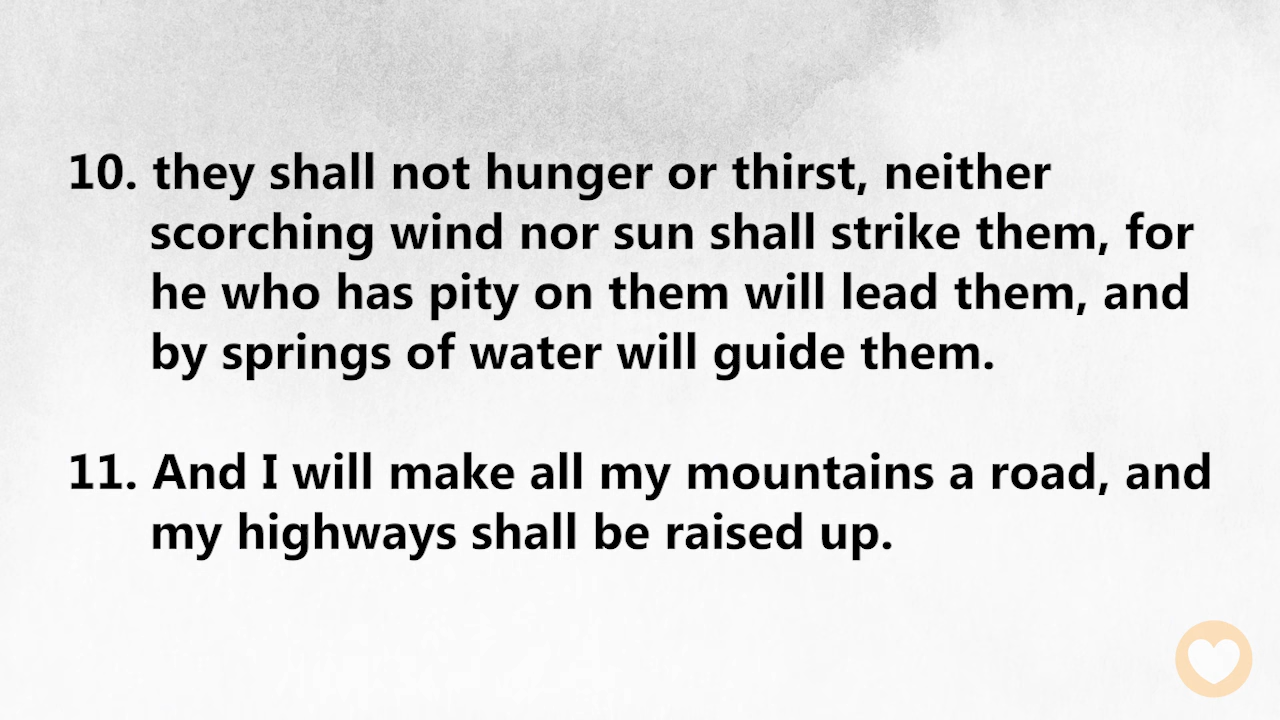 10. they shall not hunger or thirst, neither
scorching wind nor sun shall strike them, for
he who has pity on them will lead them, and
by springs of water will guide them.
11. And I will make all my mountains a road, and
my highways shall be raised up.